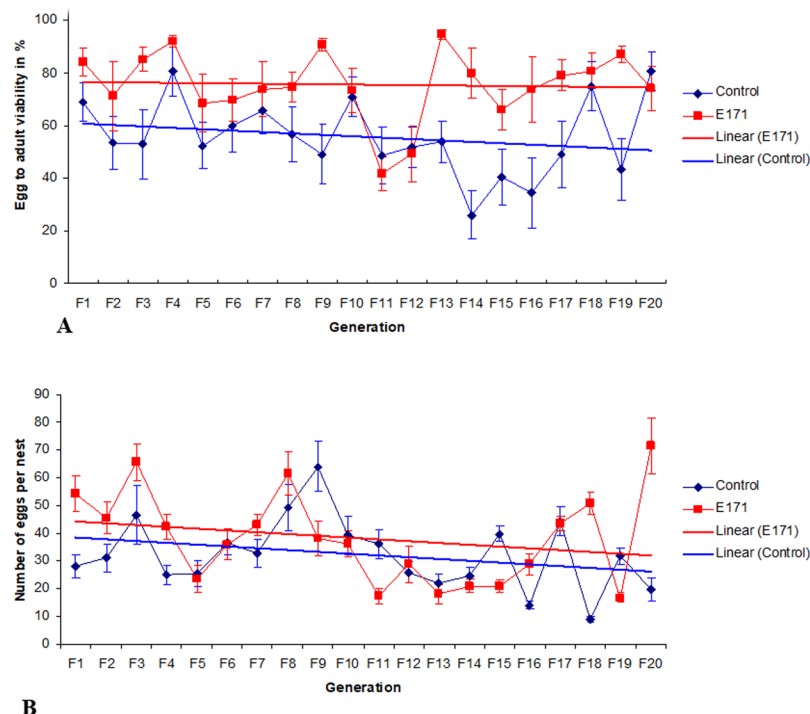 Egg to adult viability in %
100
80
60
40
20
0
F1 F2 F3 F4 F5 F6 F7 F8 F9 F10 F11 F12 F13 F14 F15 F16 F17 F18 F19 F20
Generation
A
Control
E171
Linear (E171)
Linear (Control)
Number of eggs per nest
90
80
70
60
50
40
30
20
10
0
F1 F2 F3 F4 F5 F6 F7 F8 F9 F10 F11 F12 F13 F14 F15 F16 F17 F18 F19 F20
Generation
B
Control
E171
Linear (E171)
Linear (Control)